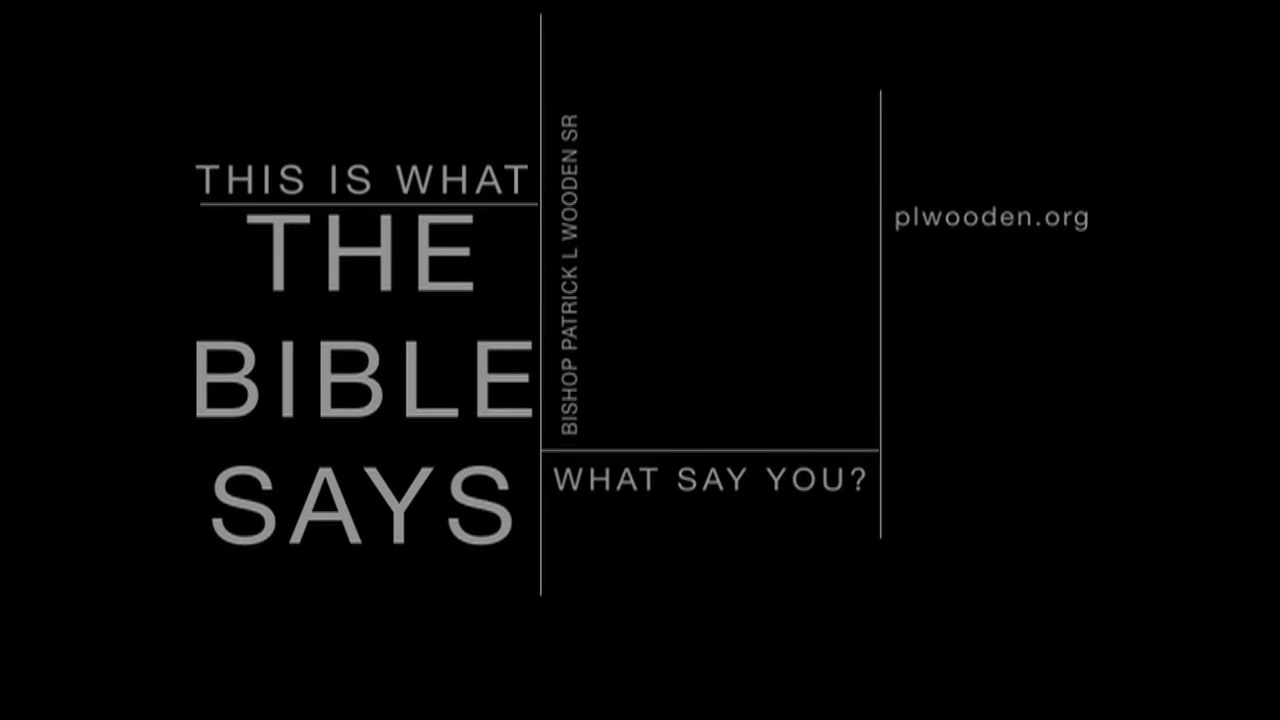 THIS IS WHAT
THE
BIBLE
SAYS
BISHOP PATRICK L WOODEN SR
WHAT SAY YOU?
plwooden.org